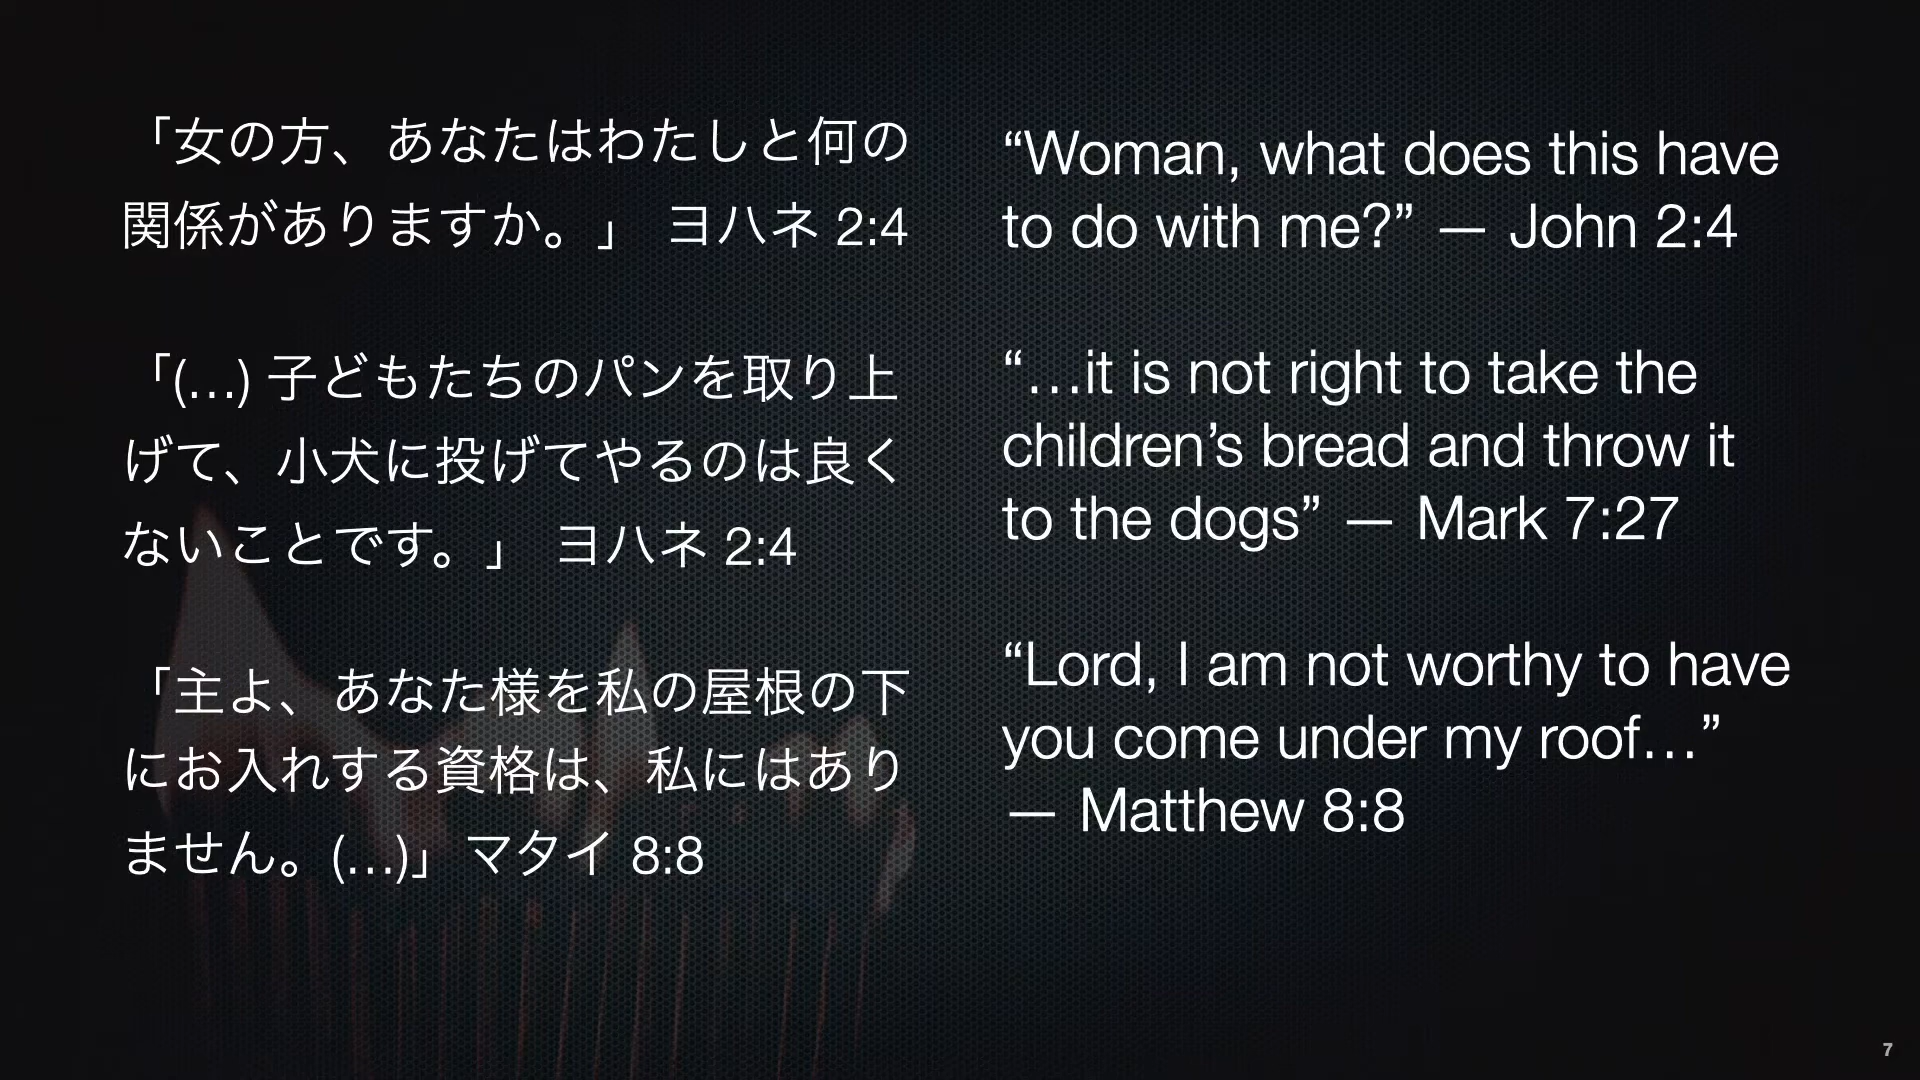 「女の方、あなたはわたしと何の
関係がありますか。」 ヨハネ 2:4
「(…) 子どもたちのパンを取り上
げて、小犬に投げてやるのは良く
ないことです。」 ヨハネ 2:4
「主よ、あなた様を私の屋根の下
にお入れする資格は、私にはあり
ません。(…)」マタイ 8:8
“Woman, what does this have
to do with me?” — John 2:4
“…it is not right to take the
children’s bread and throw it
to the dogs” — Mark 7:27
“Lord, I am not worthy to have
you come under my roof…”
— Matthew 8:8
7